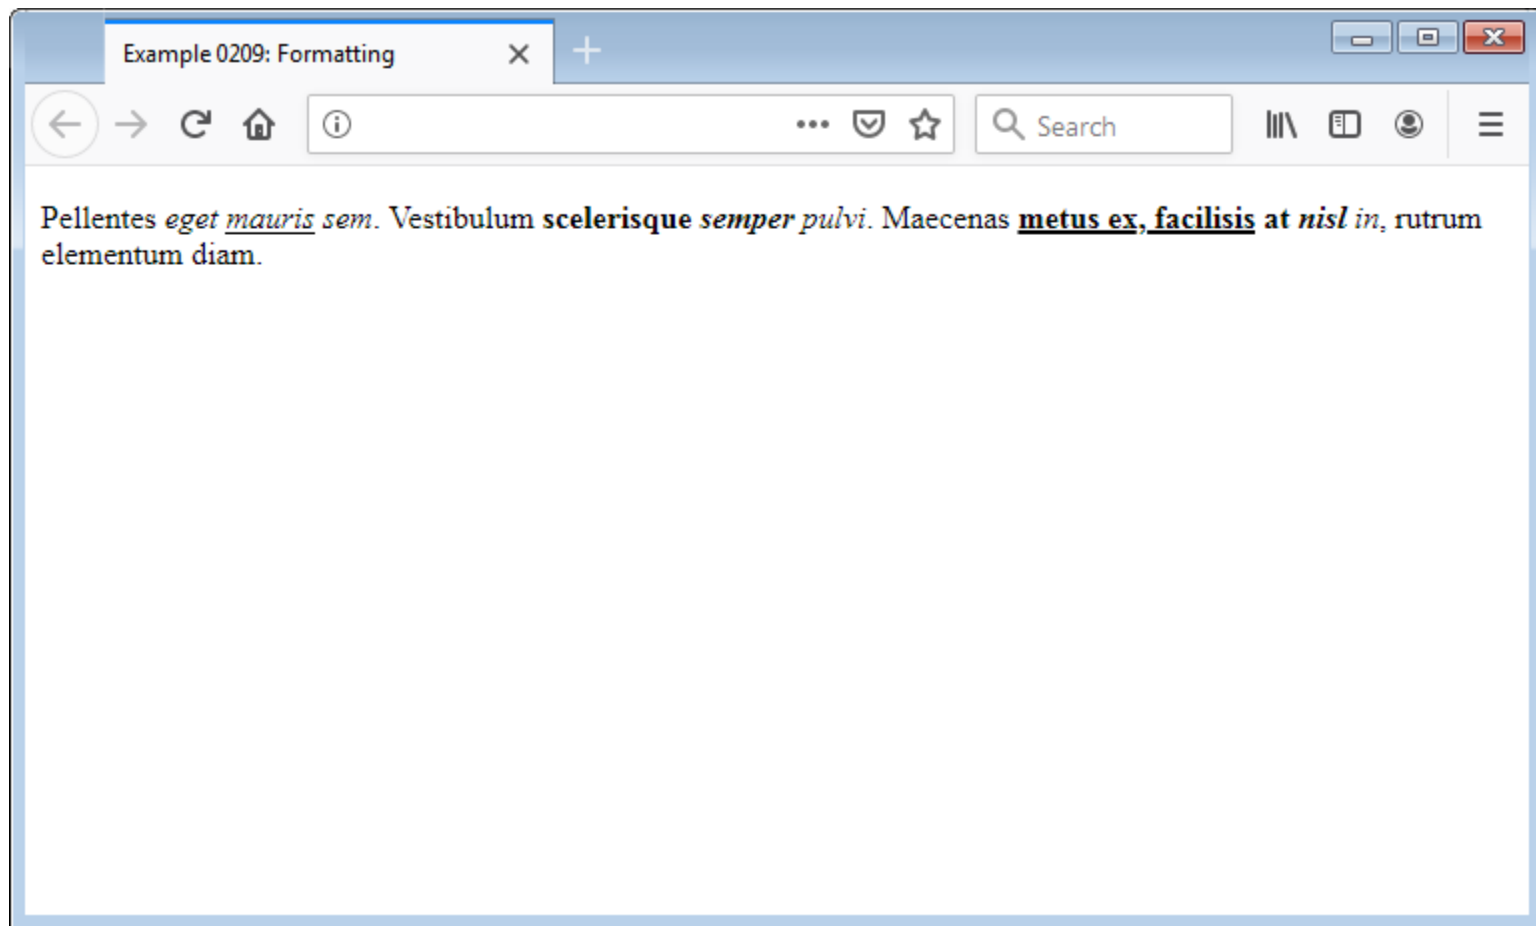 Example 0209: Formatting
Search
Pellentes eget mauris sem. Vestibulum scelerisque semper pulvi. Maecenas metus ex, facilisis at nisl in, rutrum
elementum diam.